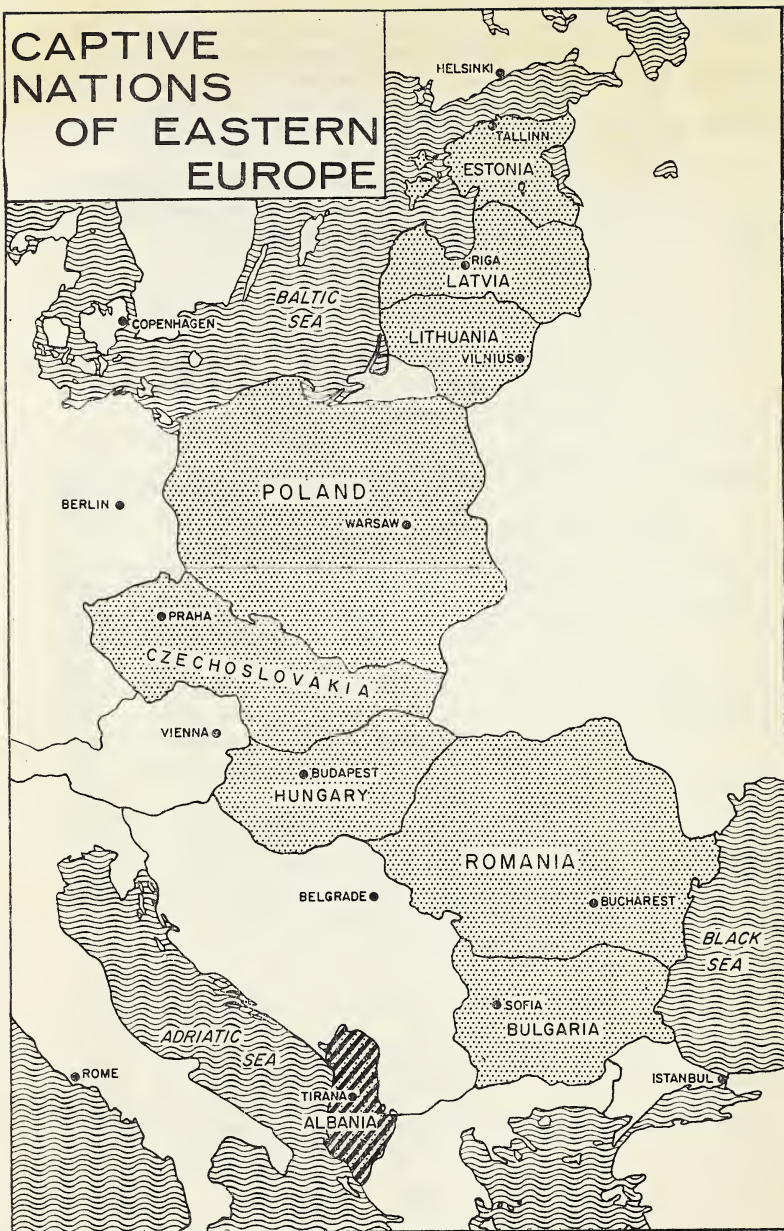 CAPTIVE
NATIONS
OF EASTERN
EUROPE
HELSINKI
TALLINN
ESTONIA
RIGA
LATVIA
BALTIC
SEA
COPENHAGEN
LITHUANIA
VILNIUS
POLAND
BERLIN
WARSAW
PRAHA
CZECHOSLOVAKIA
VIENNA
BUDAPEST
HUNGARY
ROMANIA
BELGRADE
BUCHAREST
BLACK
SEA
SOFIA
BULGARIA
ADRIATIC
SEA
ROME
TIRANA
ALBANIA
ISTANBUL